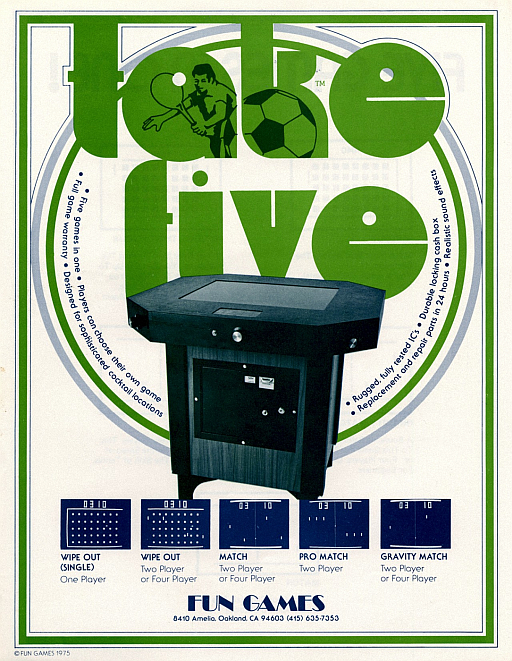 take
TM
five
• Five games in one • Players can choose their own game
• Full game warranty • Designed for sophisticated cocktail locations
• Rugged, fully tested IC's • Durable locking cash box
• Replacement and repair parts in 24 hours • Realistic sound effects
03 10
03 10
03 10
03 10
03 10
WIPE OUT
(SINGLE)
One Player
WIPE OUT
Two Player
or Four Player
MATCH
Two Player
or Four Player
PRO MATCH
Two Player
GRAVITY MATCH
Two Player
or Four Player
FUN GAMES
8410 Amelia, Oakland, CA 94603 (415) 635-7353
© FUN GAMES 1975